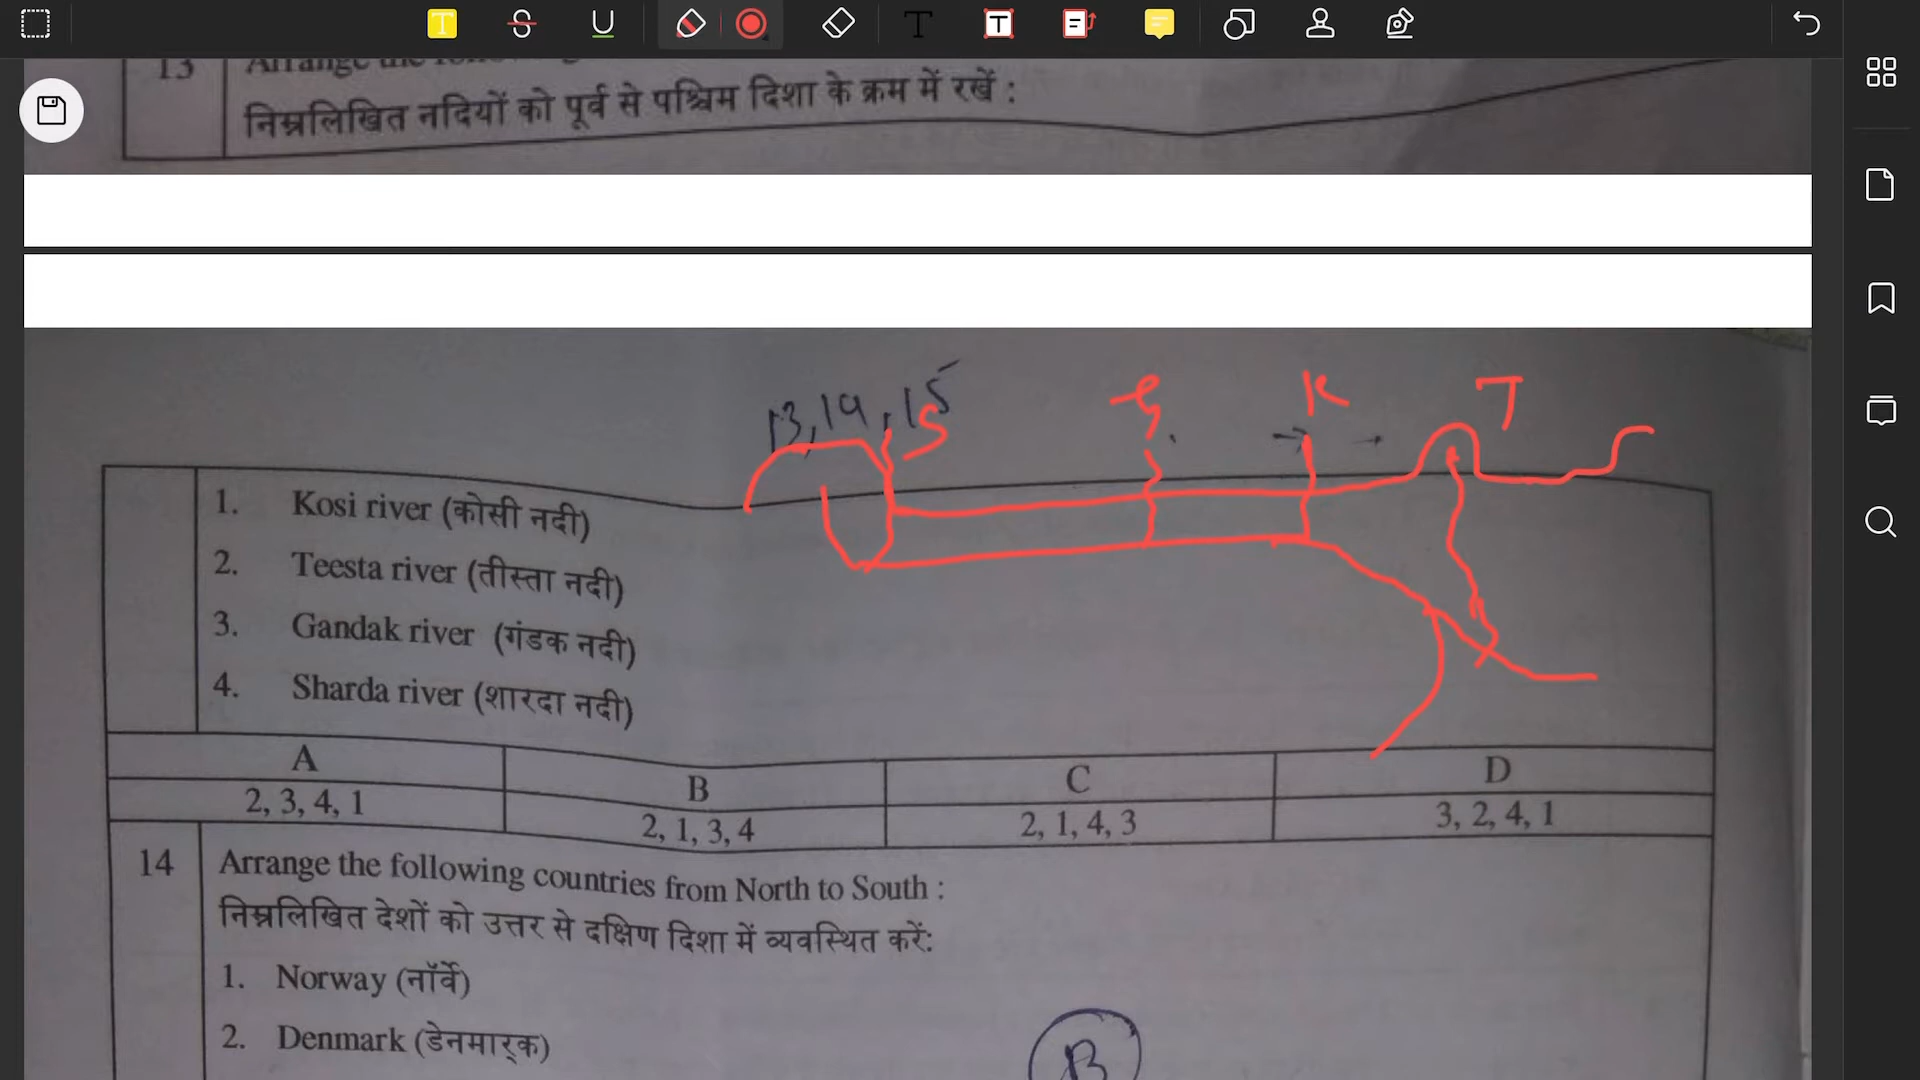 13
निम्नलिखित नदियों को पूर्व से पश्चिम दिशा के क्रम में रखें :
13, 14, 15
S
K
T
1. Kosi river (कोसी नदी)
2. Teesta river (तीस्ता नदी)
3. Gandak river (गंडक नदी)
4. Sharda river (शारदा नदी)
A B C D
2, 3, 4, 1 2, 1, 3, 4 2, 1, 4, 3 3, 2, 4, 1
14 Arrange the following countries from North to South :
निम्नलिखित देशों को उत्तर से दक्षिण दिशा में व्यवस्थित करें:
1. Norway (नॉर्वे)
2. Denmark (डेनमार्क)
B